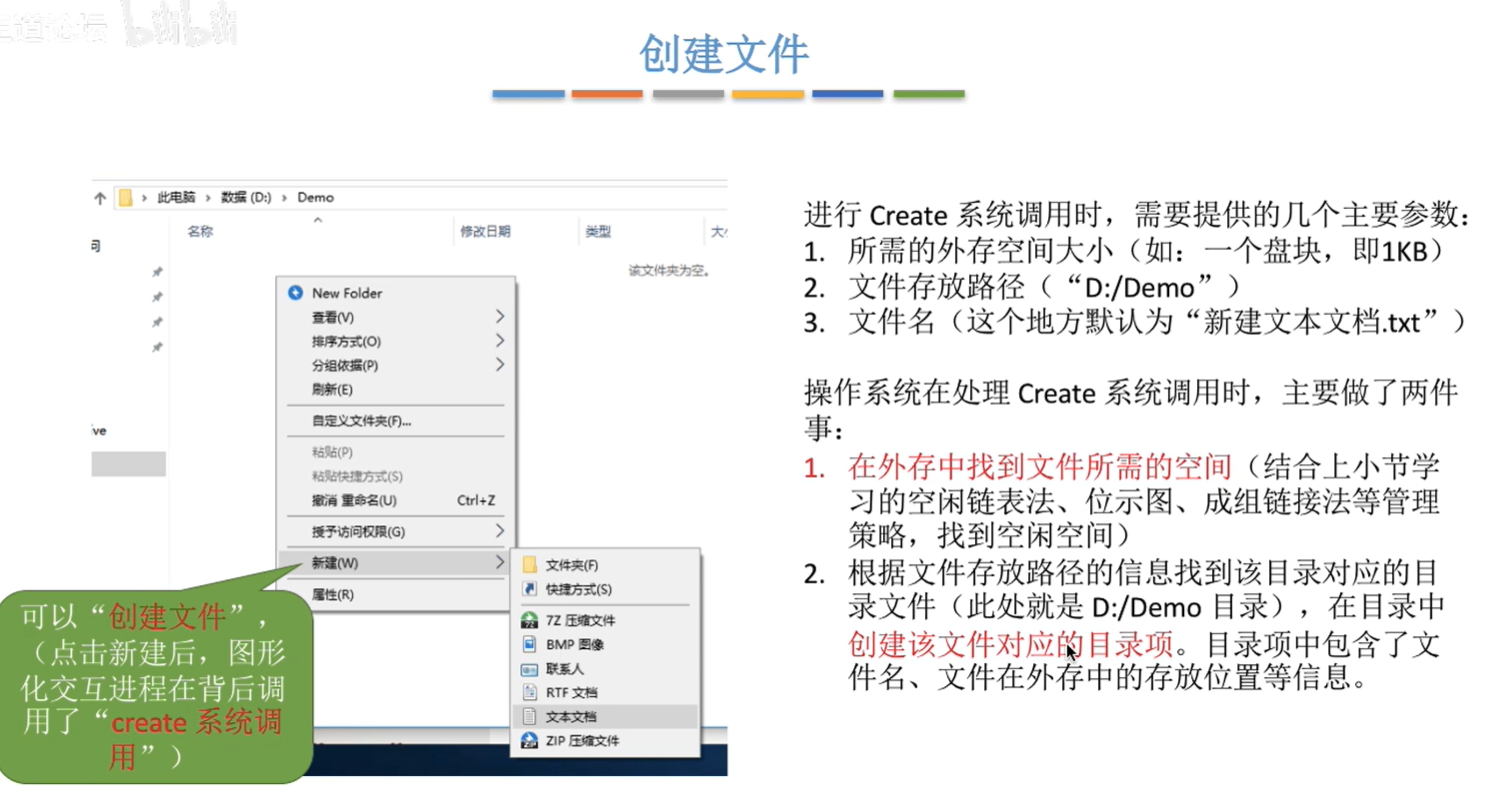 王道论坛 bilibili
创建文件
此电脑 › 数据 (D:) › Demo
名称 修改日期 类型
问
该文件夹为空。
New Folder
查看(V)
排序方式(O)
分组依据(P)
刷新(E)
自定义文件夹(F)...
粘贴(P)
粘贴快捷方式(S)
撤消 重命名(U) Ctrl+Z
授予访问权限(G)
新建(W)
属性(R)
文件夹(F)
快捷方式(S)
7Z 压缩文件
BMP 图像
联系人
RTF 文档
文本文档
ZIP 压缩文件
可以“创建文件”，
（点击新建后，图形
化交互进程在背后调
用了“create 系统调
用”）
进行 Create 系统调用时，需要提供的几个主要参数：
1. 所需的外存空间大小（如：一个盘块，即1KB）
2. 文件存放路径（“D:/Demo”）
3. 文件名（这个地方默认为“新建文本文档.txt”）
操作系统在处理 Create 系统调用时，主要做了两件
事：
1. 在外存中找到文件所需的空间（结合上小节学
习的空闲链表法、位示图、成组链接法等管理
策略，找到空闲空间）
2. 根据文件存放路径的信息找到该目录对应的目
录文件（此处就是 D:/Demo 目录），在目录中
创建该文件对应的目录项。目录项中包含了文
件名、文件在外存中的存放位置等信息。